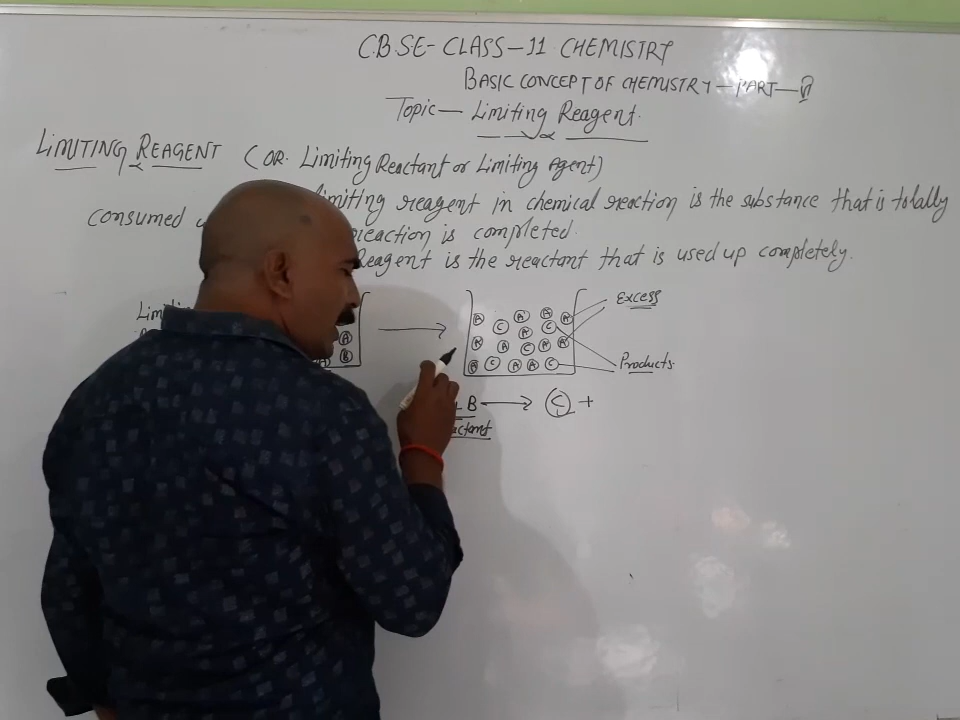 CBSE-CLASS-11 CHEMISTRY
BASIC CONCEPT OF CHEMISTRY-PART-
Topic- Limiting Reagent.
LIMITING REAGENT (OR. Limiting Reactant or Limiting Agent)
limiting reagent in chemical reaction is the substance that is totally
consumed reaction is completed.
Reagent is the reactant that is used up completely.
Excess
A A A A C A C
A A A C A A
A B
A C A A C
Products.
B → C +